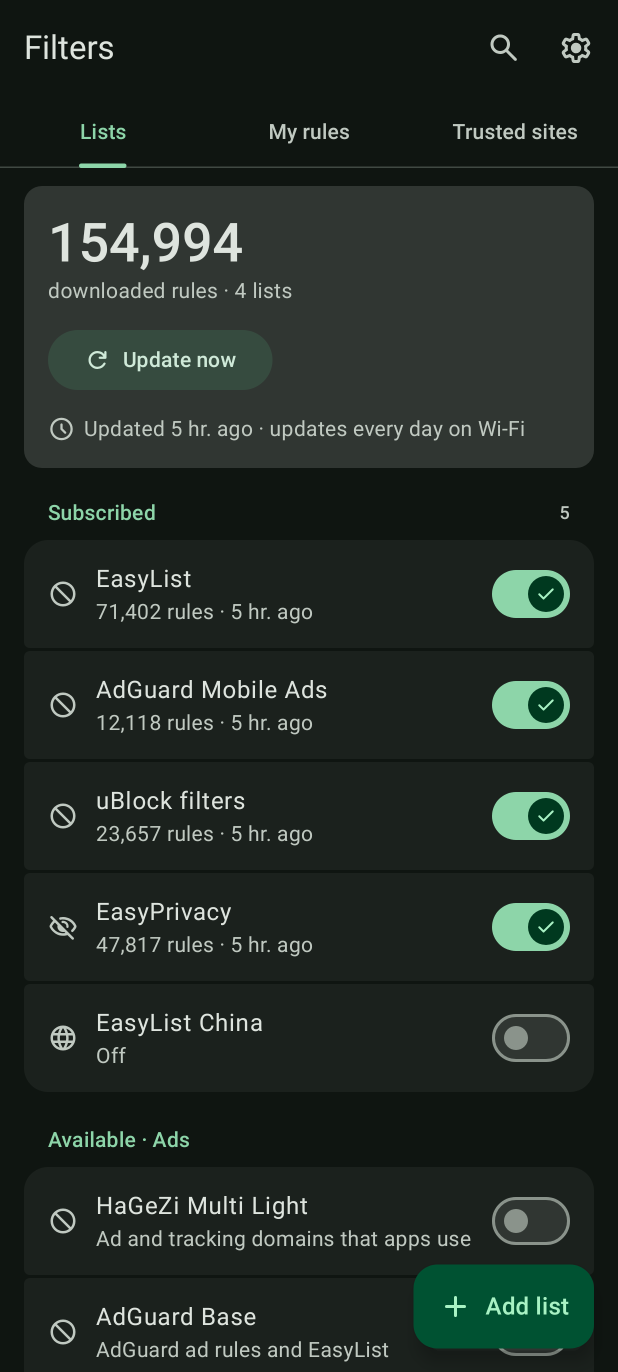 Filters
Lists
My rules
Trusted sites
154,994
downloaded rules · 4 lists
Update now
Updated 5 hr. ago · updates every day on Wi-Fi
Subscribed
5
EasyList
71,402 rules · 5 hr. ago
AdGuard Mobile Ads
12,118 rules · 5 hr. ago
uBlock filters
23,657 rules · 5 hr. ago
EasyPrivacy
47,817 rules · 5 hr. ago
EasyList China
Off
Available · Ads
HaGeZi Multi Light
Ad and tracking domains that apps use
AdGuard Base
AdGuard ad rules and EasyList
Add list